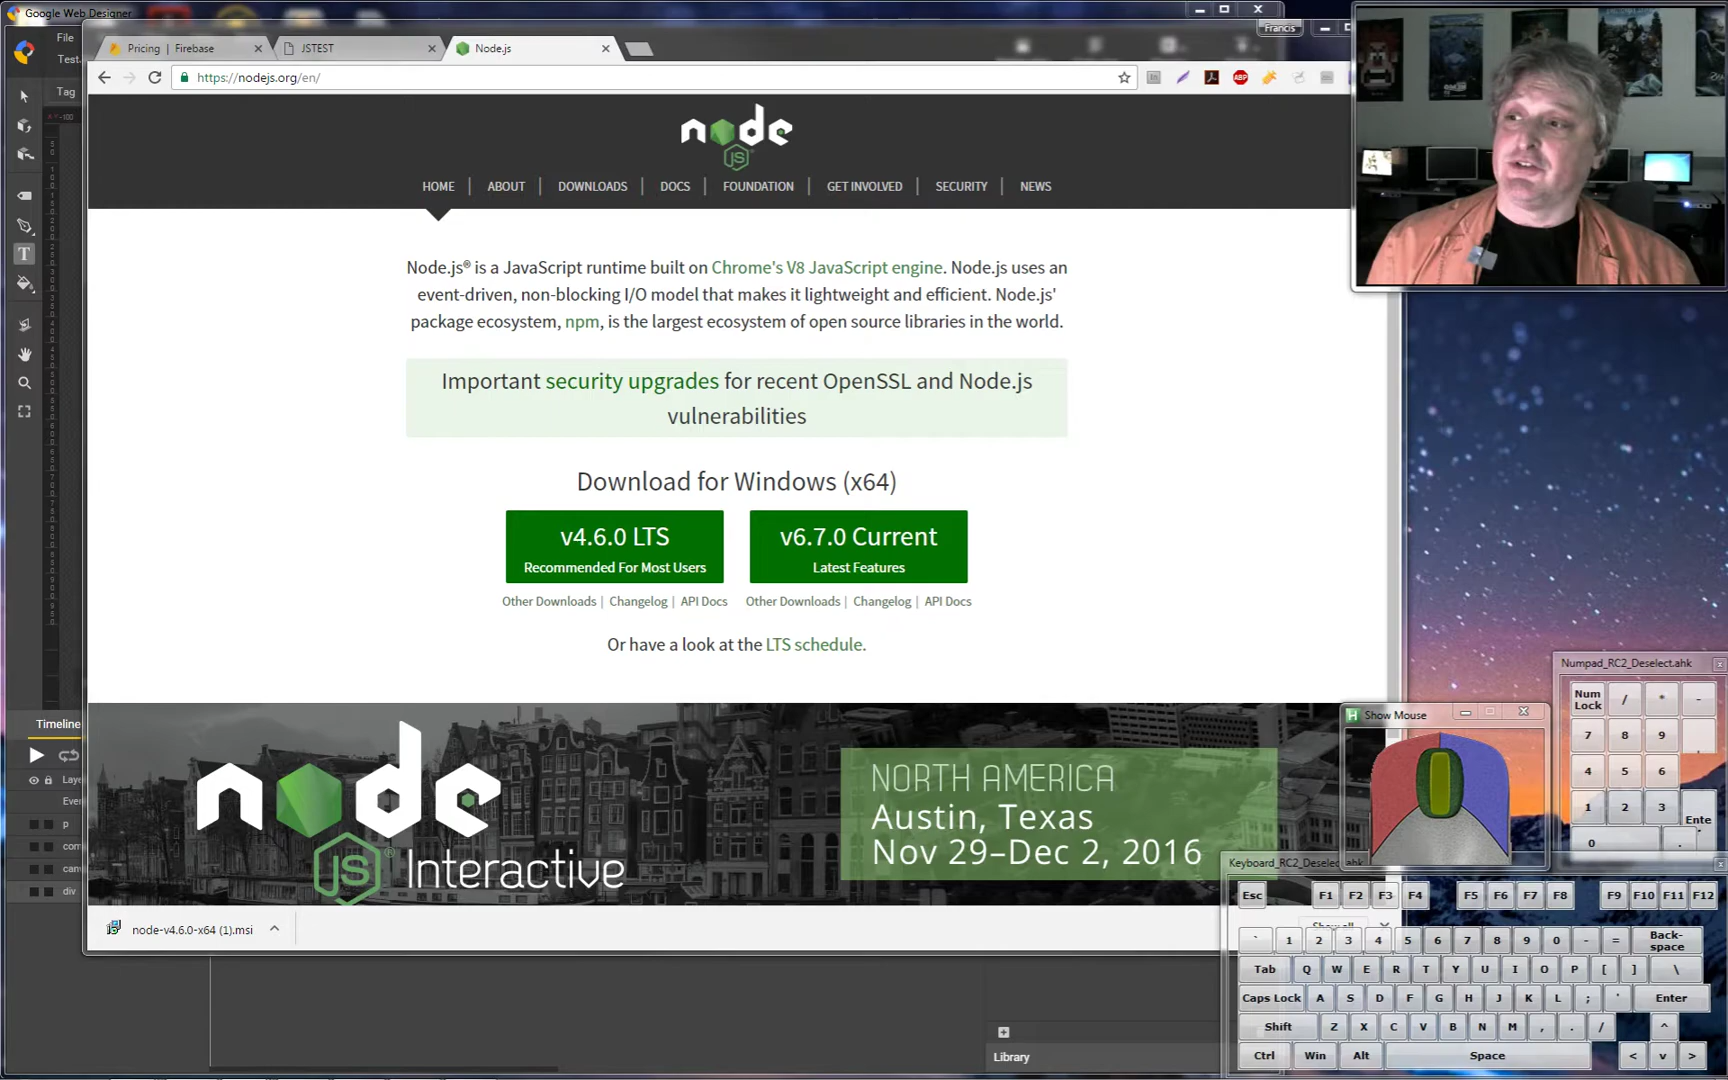 Google Web Designer
File
Francis
Pricing | Firebase
JSTEST
Node.js
https://nodejs.org/en/
Tag
ABP
node
JS
HOME | ABOUT | DOWNLOADS | DOCS | FOUNDATION | GET INVOLVED | SECURITY | NEWS
Node.js® is a JavaScript runtime built on Chrome's V8 JavaScript engine. Node.js uses an
event-driven, non-blocking I/O model that makes it lightweight and efficient. Node.js'
package ecosystem, npm, is the largest ecosystem of open source libraries in the world.
Important security upgrades for recent OpenSSL and Node.js
vulnerabilities
Download for Windows (x64)
v4.6.0 LTS
Recommended For Most Users
v6.7.0 Current
Latest Features
Other Downloads | Changelog | API Docs
Other Downloads | Changelog | API Docs
Or have a look at the LTS schedule.
node
JS® Interactive
NORTH AMERICA
Austin, Texas
Nov 29–Dec 2, 2016
Timeline
p
div
node-v4.6.0-x64 (1).msi
Library
Numpad_RC2_Deselect.ahk
Num
Lock / * -
7 8 9
4 5 6
1 2 3
Ente
0 .
Show Mouse
Keyboard_RC2_Deselect.ahk
Esc F1 F2 F3 F4 F5 F6 F7 F8 F9 F10 F11 F12
` 1 2 3 4 5 6 7 8 9 0 - = Back-
space
Tab Q W E R T Y U I O P [ ] \
Caps Lock A S D F G H J K L ; ' Enter
Shift Z X C V B N M , . / ^
Ctrl Win Alt Space < v >